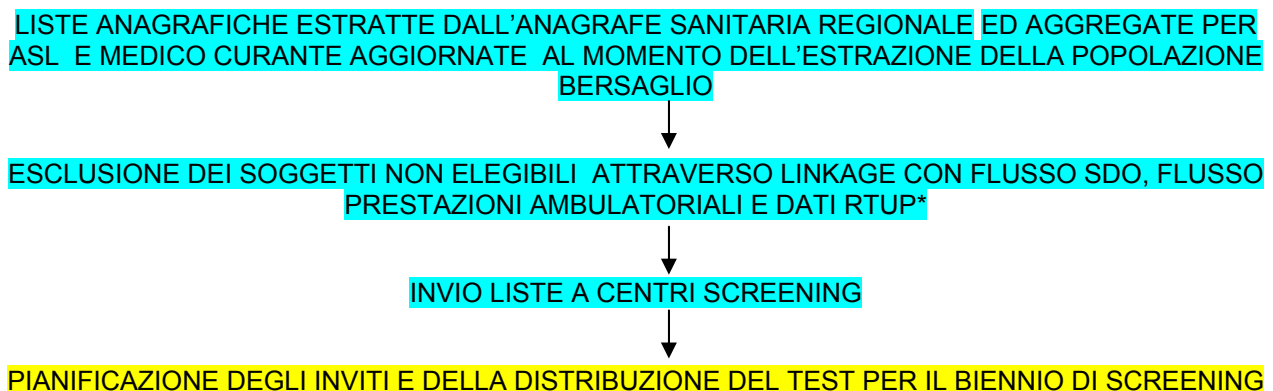 LISTE ANAGRAFICHE ESTRATTE DALL’ANAGRAFE SANITARIA REGIONALE ED AGGREGATE PER
ASL E MEDICO CURANTE AGGIORNATE AL MOMENTO DELL’ESTRAZIONE DELLA POPOLAZIONE
BERSAGLIO
ESCLUSIONE DEI SOGGETTI NON ELEGIBILI ATTRAVERSO LINKAGE CON FLUSSO SDO, FLUSSO
PRESTAZIONI AMBULATORIALI E DATI RTUP*
INVIO LISTE A CENTRI SCREENING
PIANIFICAZIONE DEGLI INVITI E DELLA DISTRIBUZIONE DEL TEST PER IL BIENNIO DI SCREENING